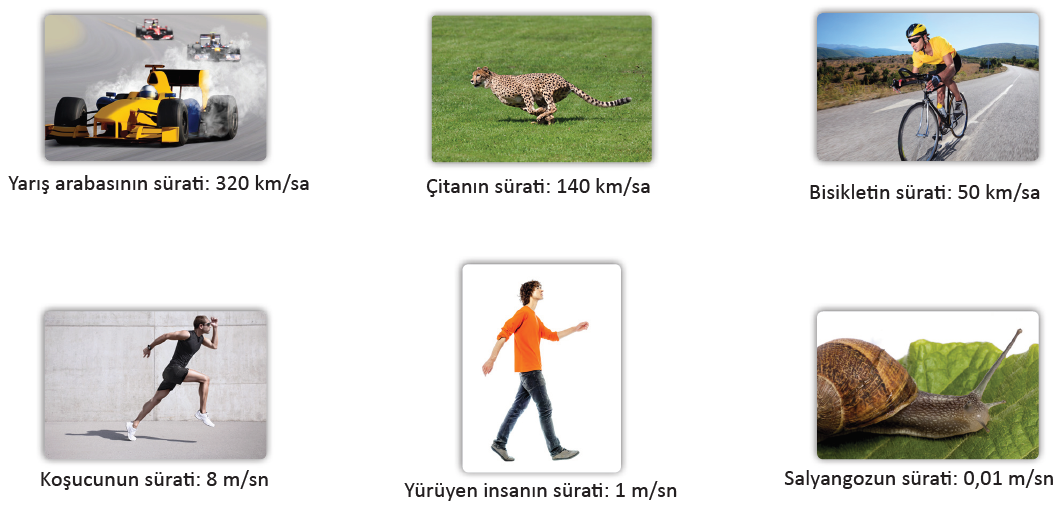 Yarış arabasının sürati: 320 km/sa
Çitanın sürati: 140 km/sa
Bisikletin sürati: 50 km/sa
Koşucunun sürati: 8 m/sn
Yürüyen insanın sürati: 1 m/sn
Salyangozun sürati: 0,01 m/sn